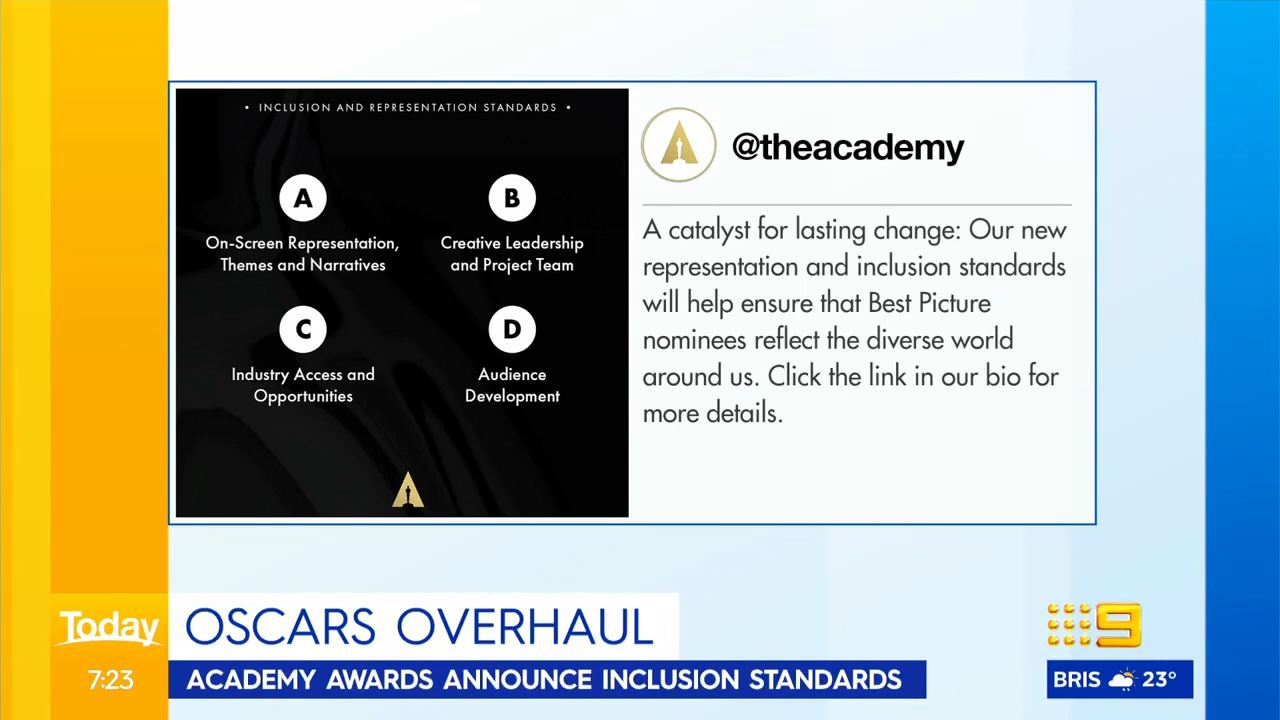 • INCLUSION AND REPRESENTATION STANDARDS •
A
On-Screen Representation,
Themes and Narratives
B
Creative Leadership
and Project Team
C
Industry Access and
Opportunities
D
Audience
Development
@theacademy
A catalyst for lasting change: Our new
representation and inclusion standards
will help ensure that Best Picture
nominees reflect the diverse world
around us. Click the link in our bio for
more details.
Today
OSCARS OVERHAUL
7:23
ACADEMY AWARDS ANNOUNCE INCLUSION STANDARDS
9
BRIS 23°